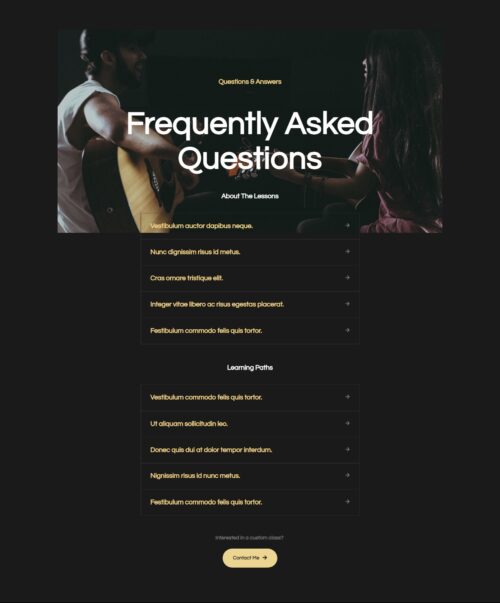 Questions & Answers
Frequently Asked
Questions
About The Lessons
Vestibulum auctor dapibus neque.
Nunc dignissim risus id metus.
Cras ornare tristique elit.
Integer vitae libero ac risus egestas placerat.
Festibulum commodo felis quis tortor.
Learning Paths
Vestibulum commodo felis quis tortor.
Ut aliquam sollicitudin leo.
Donec quis dui at dolor tempor interdum.
Nignissim risus id nunc metus.
Festibulum commodo felis quis tortor.
Interested in a custom class?
Contact Me